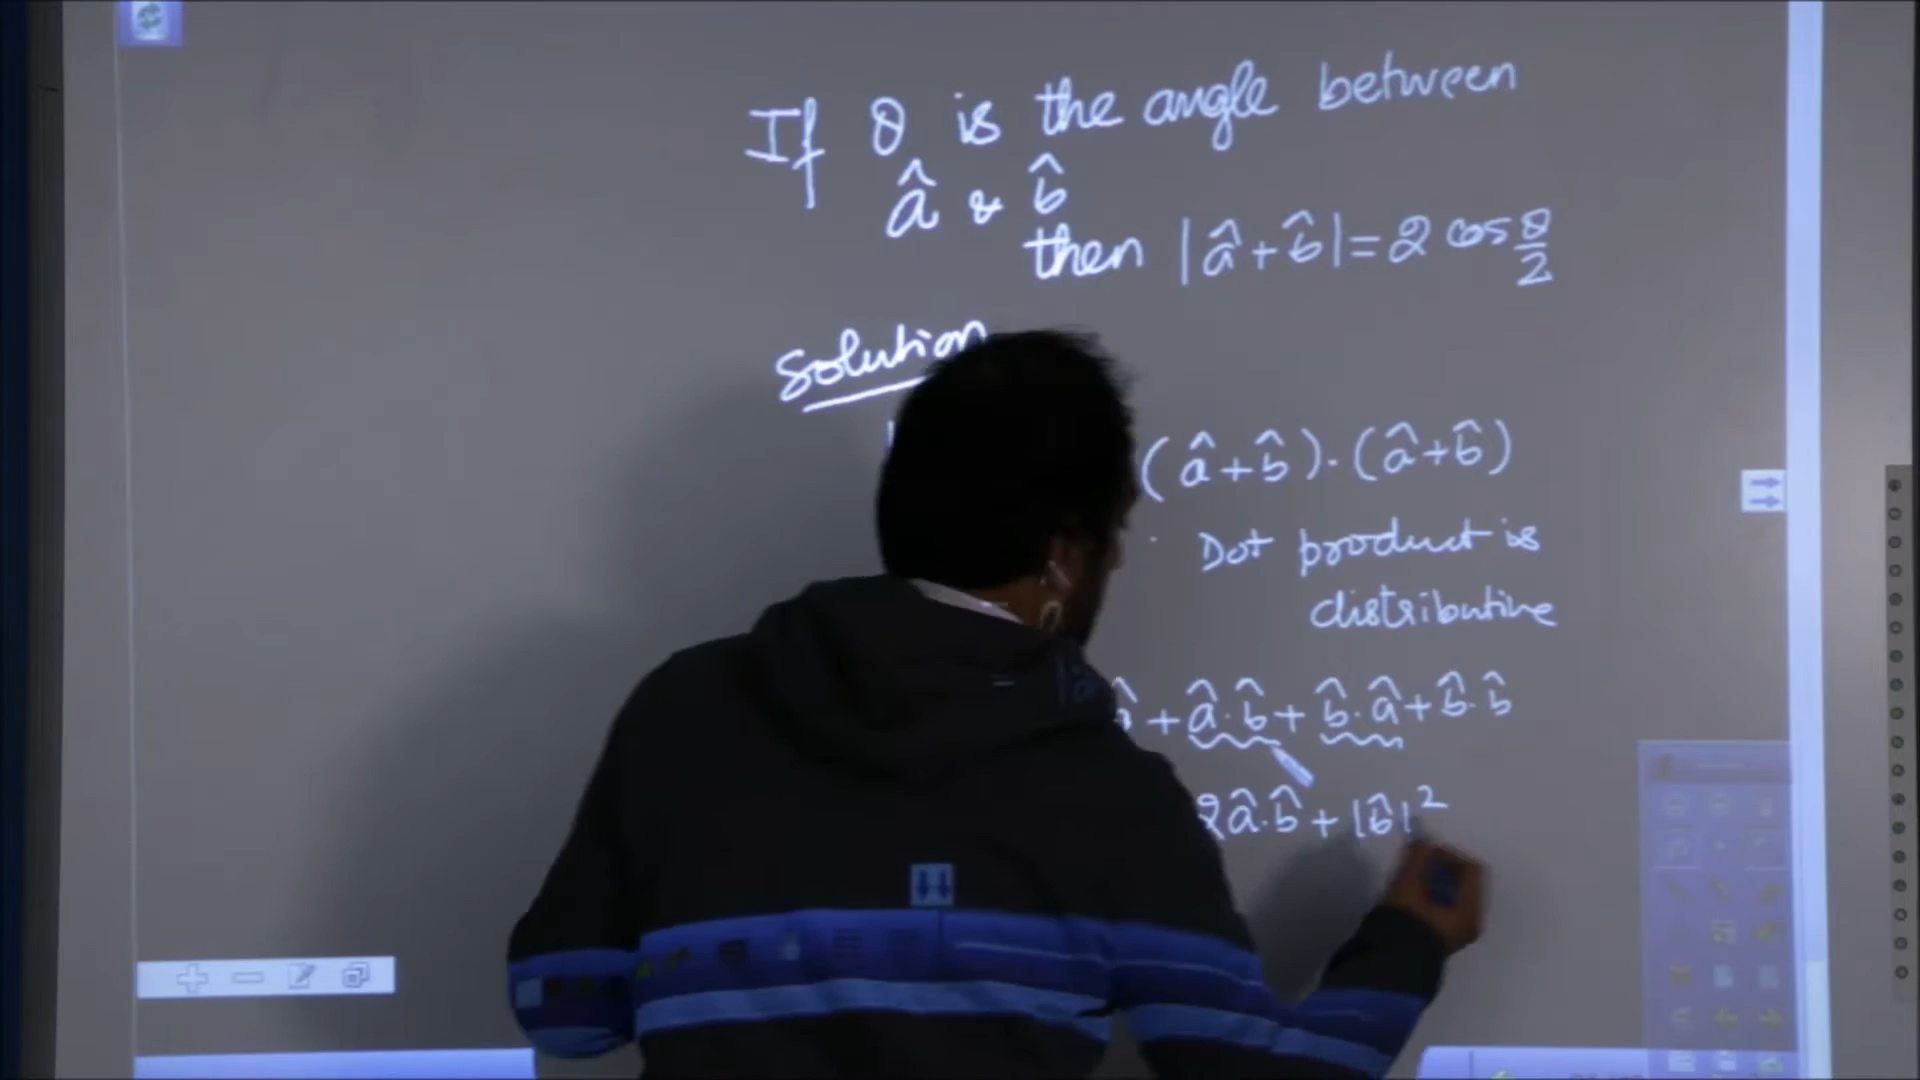 If θ is the angle between
â & b̂
then |â+b̂|=2 cos θ/2
Solution
(â+b̂)·(â+b̂)
Dot product is
distributive
+ â·b̂ + b̂·â + b̂·b̂
2â·b̂ + |b̂|²